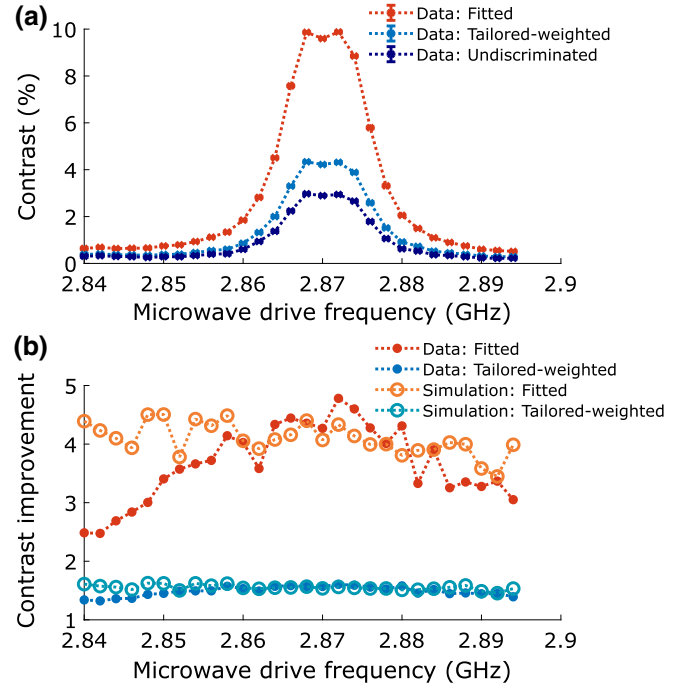 (a)
Data: Fitted
Data: Tailored-weighted
Data: Undiscriminated
Contrast (%)
10
8
6
4
2
0
2.84 2.85 2.86 2.87 2.88 2.89 2.9
Microwave drive frequency (GHz)
(b)
Data: Fitted
Data: Tailored-weighted
Simulation: Fitted
Simulation: Tailored-weighted
Contrast improvement
5
4
3
2
1
2.84 2.85 2.86 2.87 2.88 2.89 2.9
Microwave drive frequency (GHz)